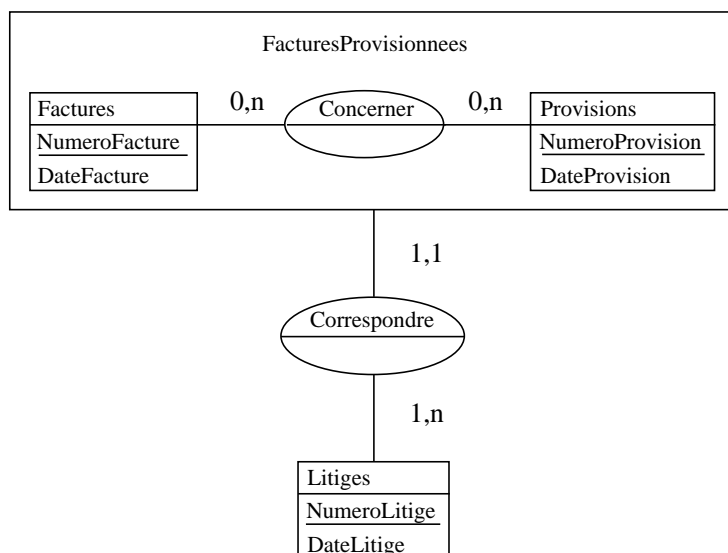 FacturesProvisionnees
Factures
0,n
Concerner
0,n
Provisions
NumeroFacture
NumeroProvision
DateFacture
DateProvision
1,1
Correspondre
1,n
Litiges
NumeroLitige
DateLitige